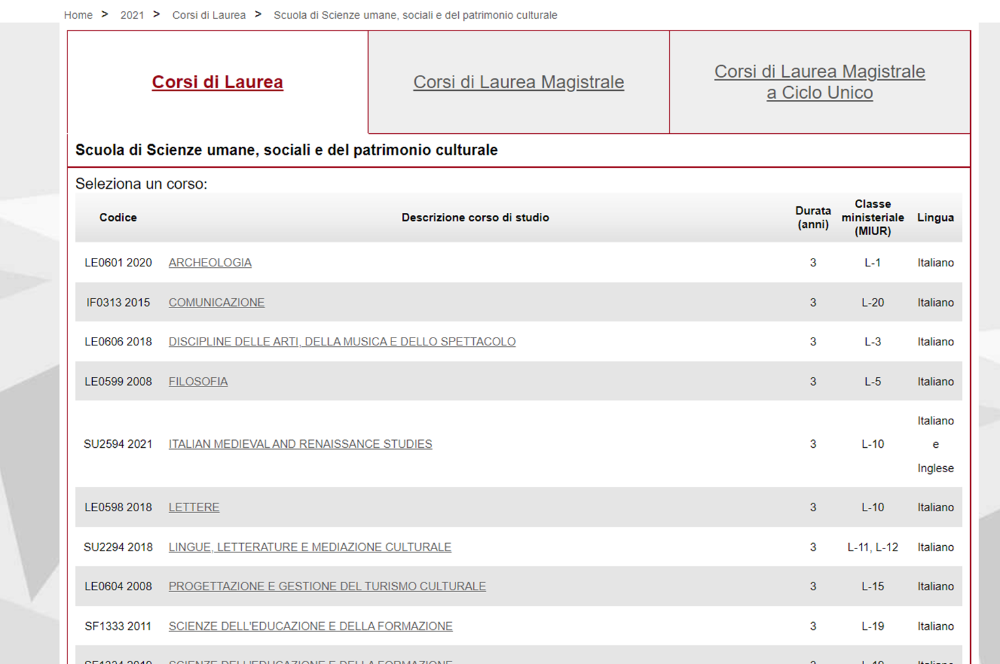 Home > 2021 > Corsi di Laurea > Scuola di Scienze umane, sociali e del patrimonio culturale
Corsi di Laurea
Corsi di Laurea Magistrale
Corsi di Laurea Magistrale
a Ciclo Unico
Scuola di Scienze umane, sociali e del patrimonio culturale
Seleziona un corso:
Codice
Descrizione corso di studio
Durata
(anni)
Classe
ministeriale
(MIUR)
Lingua
LE0601 2020 ARCHEOLOGIA 3 L-1 Italiano
IF0313 2015 COMUNICAZIONE 3 L-20 Italiano
LE0606 2018 DISCIPLINE DELLE ARTI, DELLA MUSICA E DELLO SPETTACOLO 3 L-3 Italiano
LE0599 2008 FILOSOFIA 3 L-5 Italiano
SU2594 2021 ITALIAN MEDIEVAL AND RENAISSANCE STUDIES 3 L-10 Italiano
e
Inglese
LE0598 2018 LETTERE 3 L-10 Italiano
SU2294 2018 LINGUE, LETTERATURE E MEDIAZIONE CULTURALE 3 L-11, L-12 Italiano
LE0604 2008 PROGETTAZIONE E GESTIONE DEL TURISMO CULTURALE 3 L-15 Italiano
SF1333 2011 SCIENZE DELL'EDUCAZIONE E DELLA FORMAZIONE 3 L-19 Italiano
SCIENZE DELL'EDUCAZIONE E DELLA FORMAZIONE 3 L-19 Italiano